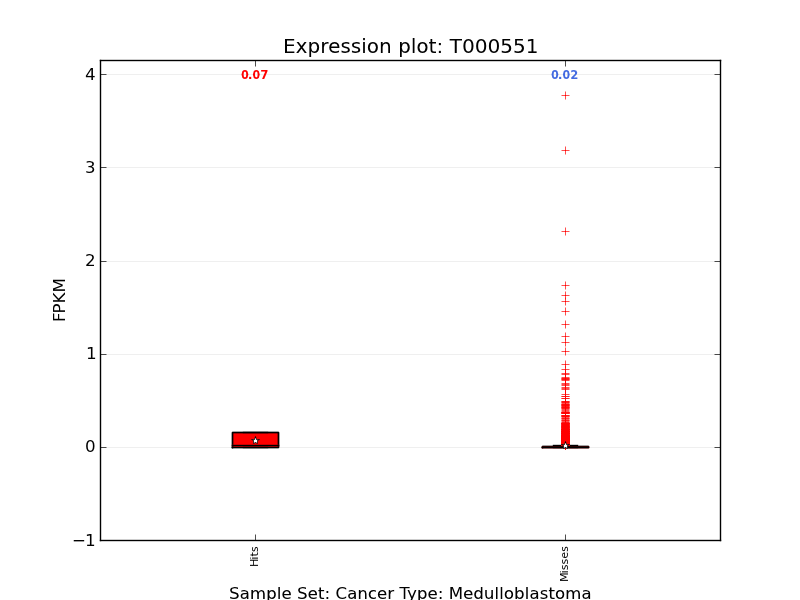 Expression plot: T000551
0.07
0.02
4
3
2
1
0
−1
FPKM
Hits
Misses
Sample Set: Cancer Type: Medulloblastoma